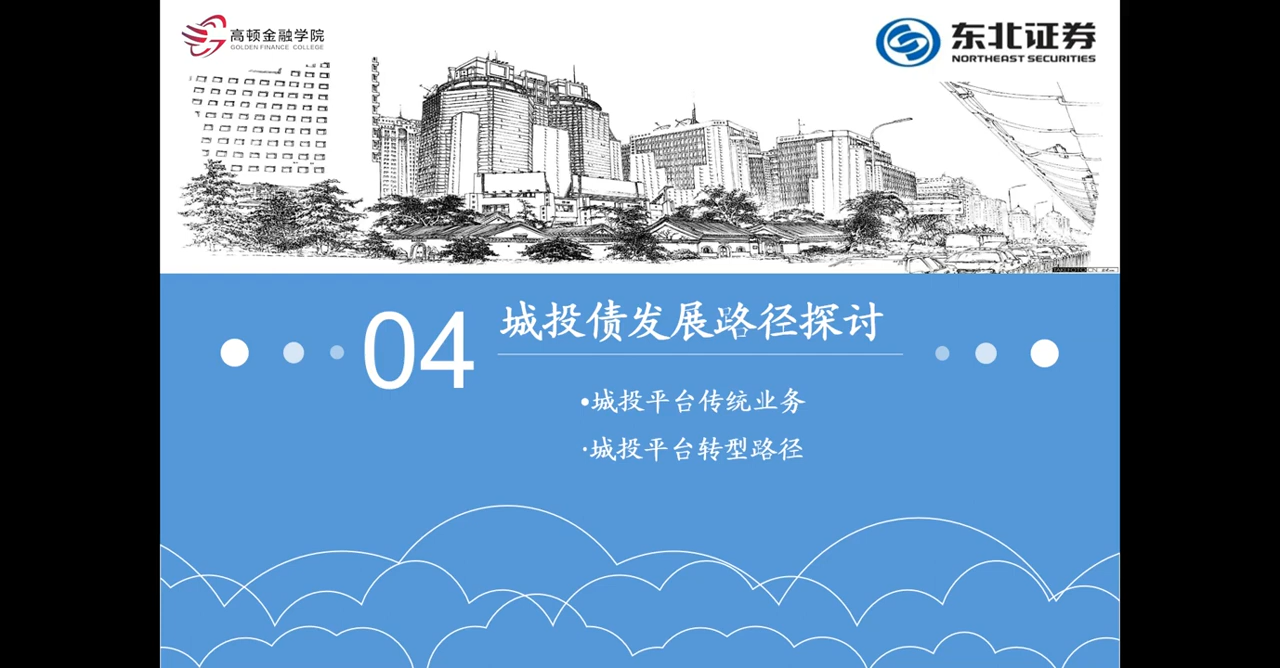 高顿金融学院
GOLDEN FINANCE COLLEGE
东北证券
NORTHEAST SECURITIES
04
城投债发展路径探讨
•城投平台传统业务
·城投平台转型路径